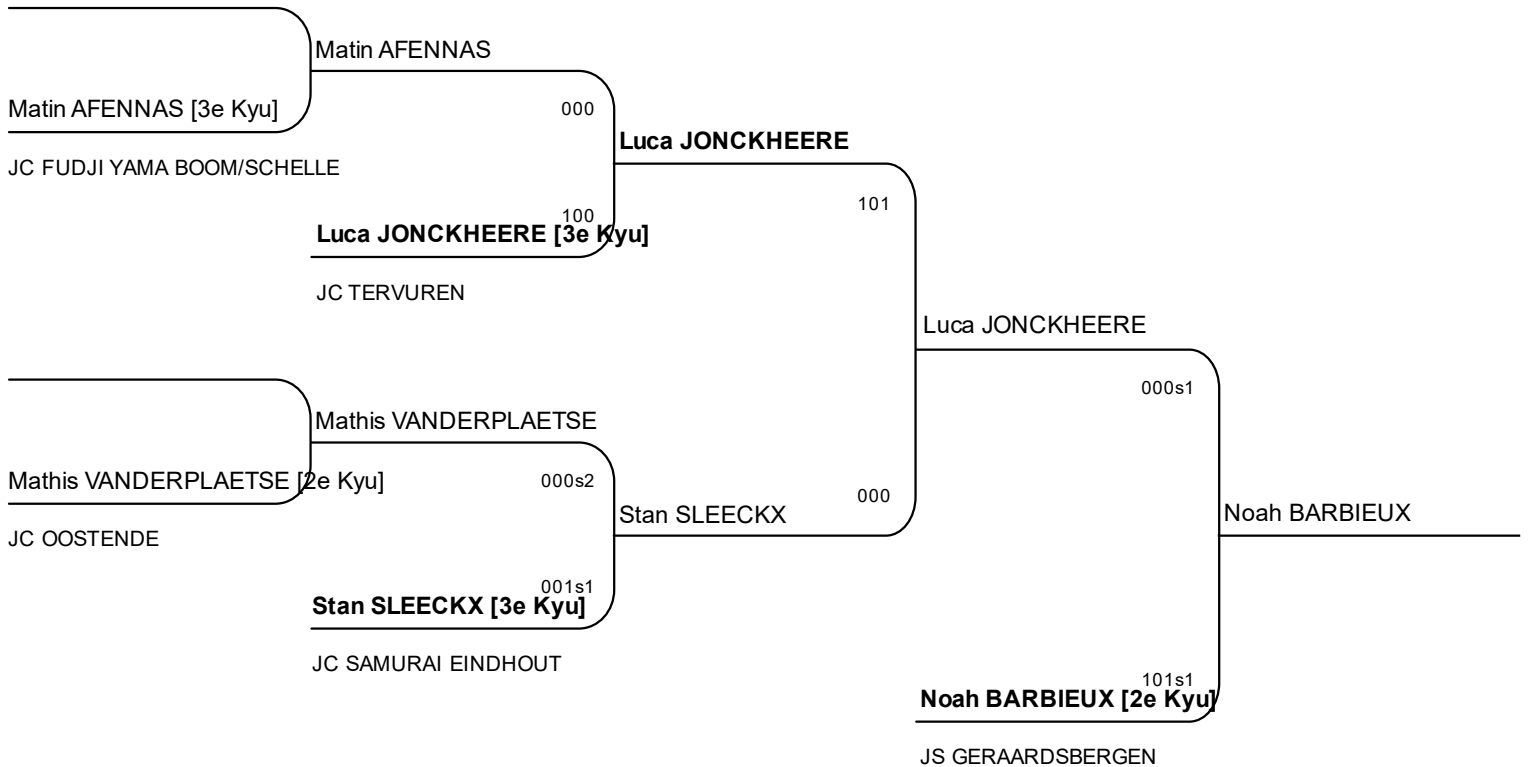 Matin AFENNAS
Matin AFENNAS [3e Kyu]
000
JC FUDJI YAMA BOOM/SCHELLE
Luca JONCKHEERE
100
101
Luca JONCKHEERE [3e Kyu]
JC TERVUREN
Luca JONCKHEERE
000s1
Mathis VANDERPLAETSE
Mathis VANDERPLAETSE [2e Kyu]
000s2
000
Stan SLEECKX
Noah BARBIEUX
JC OOSTENDE
001s1
Stan SLEECKX [3e Kyu]
JC SAMURAI EINDHOUT
101s1
Noah BARBIEUX [2e Kyu]
JS GERAARDSBERGEN